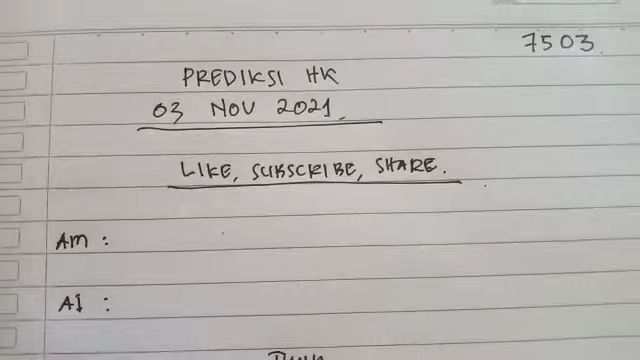 7503.
PREDIKSI HK
03 NOV 2021.
LIKE, SUBSCRIBE, SHARE.
AM :
AI :